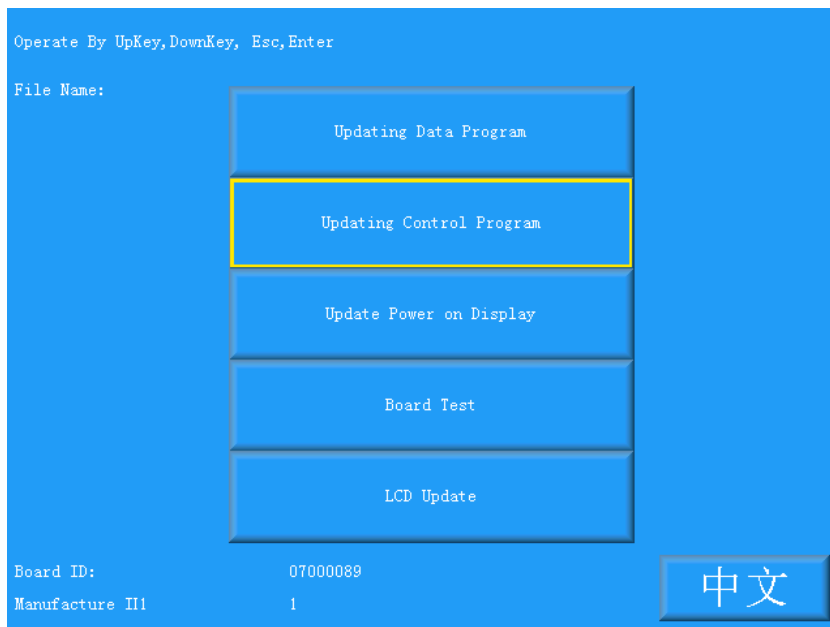 Operate By UpKey,DownKey, Esc,Enter
File Name:
Updating Data Program
Updating Control Program
Update Power on Display
Board Test
LCD Update
Board ID: 07000089
Manufacture II1 1
中文